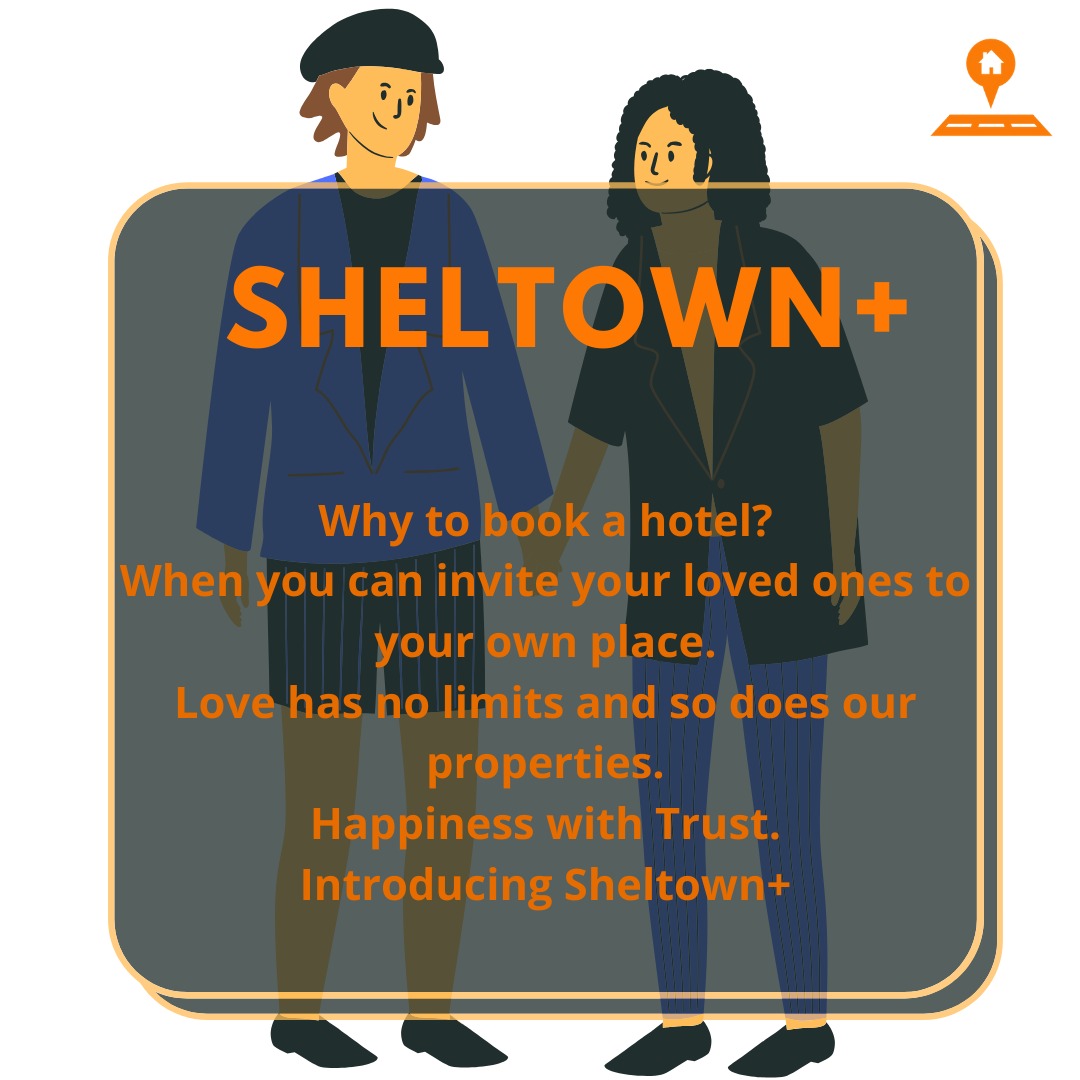 SHELTOWN+
Why to book a hotel?
When you can invite your loved ones to
your own place.
Love has no limits and so does our
properties.
Happiness with Trust.
Introducing Sheltown+